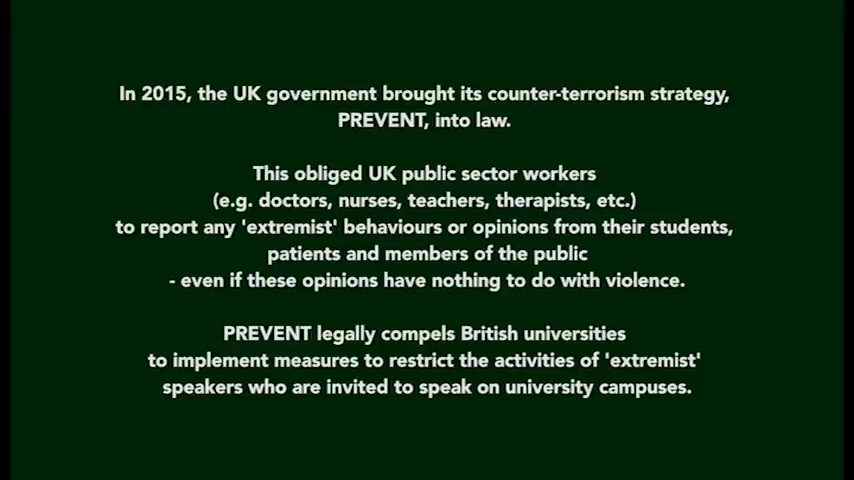 In 2015, the UK government brought its counter-terrorism strategy,
PREVENT, into law.
This obliged UK public sector workers
(e.g. doctors, nurses, teachers, therapists, etc.)
to report any 'extremist' behaviours or opinions from their students,
patients and members of the public
- even if these opinions have nothing to do with violence.
PREVENT legally compels British universities
to implement measures to restrict the activities of 'extremist'
speakers who are invited to speak on university campuses.